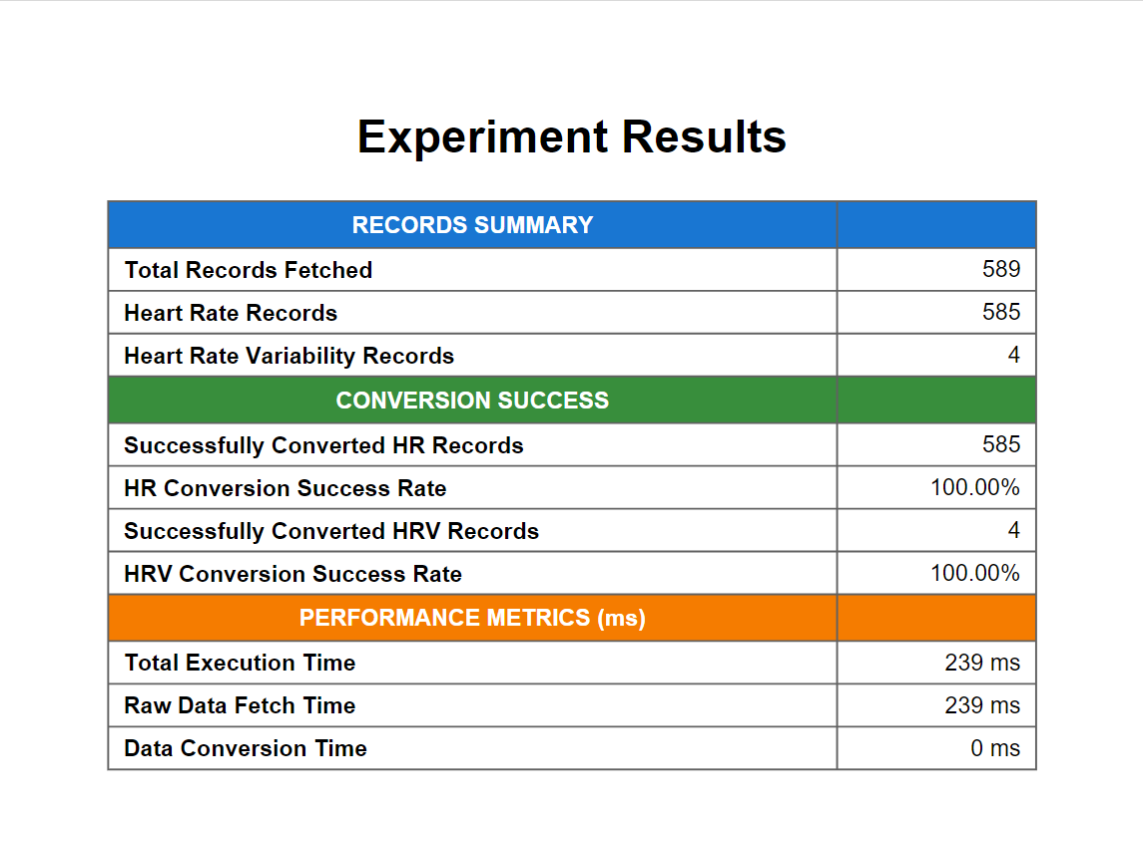 Experiment Results
RECORDS SUMMARY
Total Records Fetched 589
Heart Rate Records 585
Heart Rate Variability Records 4
CONVERSION SUCCESS
Successfully Converted HR Records 585
HR Conversion Success Rate 100.00%
Successfully Converted HRV Records 4
HRV Conversion Success Rate 100.00%
PERFORMANCE METRICS (ms)
Total Execution Time 239 ms
Raw Data Fetch Time 239 ms
Data Conversion Time 0 ms